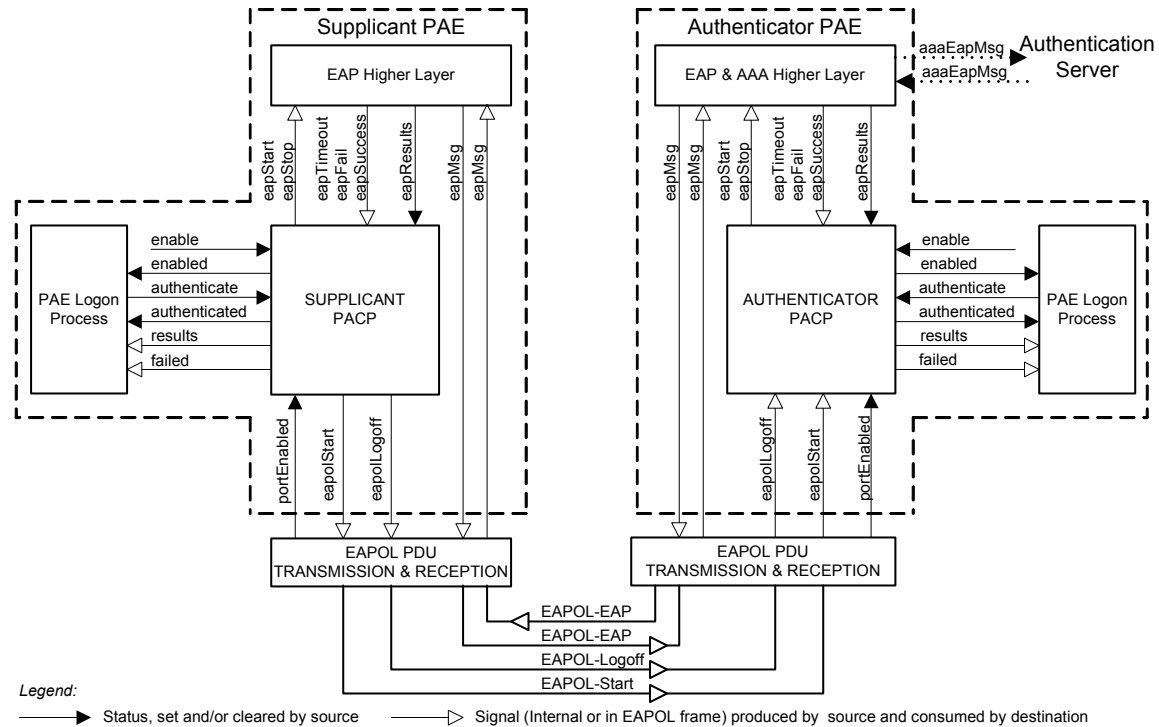 Supplicant PAE
Authenticator PAE
EAP Higher Layer
EAP & AAA Higher Layer
aaaEapMsg
aaaEapMsg
Authentication
Server
eapStart
eapStop
eapTimeout
eapFail
eapSuccess
eapResults
eapMsg
eapMsg
eapMsg
eapMsg
eapStart
eapStop
eapTimeout
eapFail
eapSuccess
eapResults
PAE Logon
Process
enable
enabled
authenticate
authenticated
results
failed
SUPPLICANT
PACP
AUTHENTICATOR
PACP
enable
enabled
authenticate
authenticated
results
failed
PAE Logon
Process
portEnabled
eapolStart
eapolLogoff
eapolLogoff
eapolStart
portEnabled
EAPOL PDU
TRANSMISSION & RECEPTION
EAPOL PDU
TRANSMISSION & RECEPTION
EAPOL-EAP
EAPOL-EAP
EAPOL-Logoff
EAPOL-Start
Legend:
Status, set and/or cleared by source
Signal (Internal or in EAPOL frame) produced by source and consumed by destination